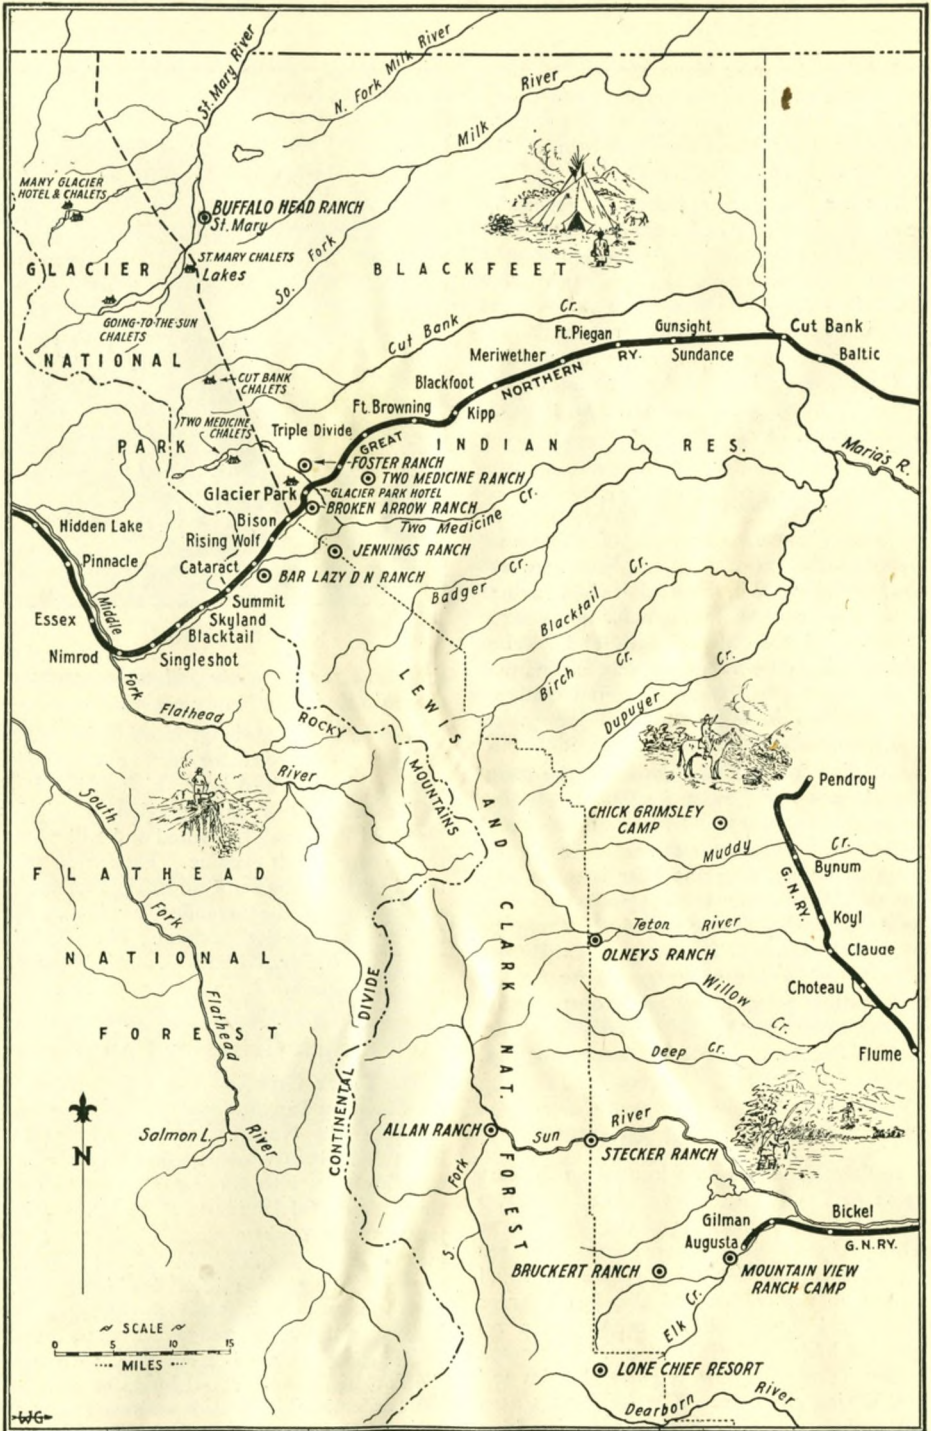 St. Mary River
N. Fork Milk River
Milk River
MANY GLACIER
HOTEL & CHALETS
BUFFALO HEAD RANCH
St. Mary
ST. MARY CHALETS
Lakes
So. Fork
GLACIER
BLACKFEET
GOING-TO-THE-SUN
CHALETS
NATIONAL
Cut Bank Cr.
Ft. Piegan
Gunsight
Cut Bank
Meriwether
RY.
Sundance
Baltic
CUT BANK
CHALETS
Blackfoot
NORTHERN
Ft. Browning
Kipp
TWO MEDICINE
CHALETS
Triple Divide
GREAT
PARK
INDIAN RES.
Maria's R.
FOSTER RANCH
TWO MEDICINE RANCH
Glacier Park
GLACIER PARK HOTEL
BROKEN ARROW RANCH
Bison
Two Medicine Cr.
Hidden Lake
Rising Wolf
JENNINGS RANCH
Pinnacle
Cataract
BAR LAZY D N RANCH
Badger Cr.
Blacktail Cr.
Summit
Skyland
Blacktail
Essex
Middle
Nimrod
Singleshot
Fork
Flathead
River
Birch Cr.
Dupuyer Cr.
LEWIS
ROCKY
MOUNTAINS
AND
CLARK
NAT.
FOREST
Pendroy
CHICK GRIMSLEY
CAMP
Muddy Cr.
Bynum
G. N. RY.
South
FLATHEAD
Fork
Koyl
Teton River
OLNEYS RANCH
Claude
NATIONAL
DIVIDE
Willow Cr.
Choteau
Flathead
FOREST
Deep Cr.
Flume
CONTINENTAL
N
Salmon L.
River
ALLAN RANCH
Sun River
STECKER RANCH
S. Fork
Gilman
Bickel
Augusta
G. N. RY.
BRUCKERT RANCH
MOUNTAIN VIEW
RANCH CAMP
Elk Cr.
SCALE
0 5 10 15
MILES
LONE CHIEF RESORT
Dearborn River
WG